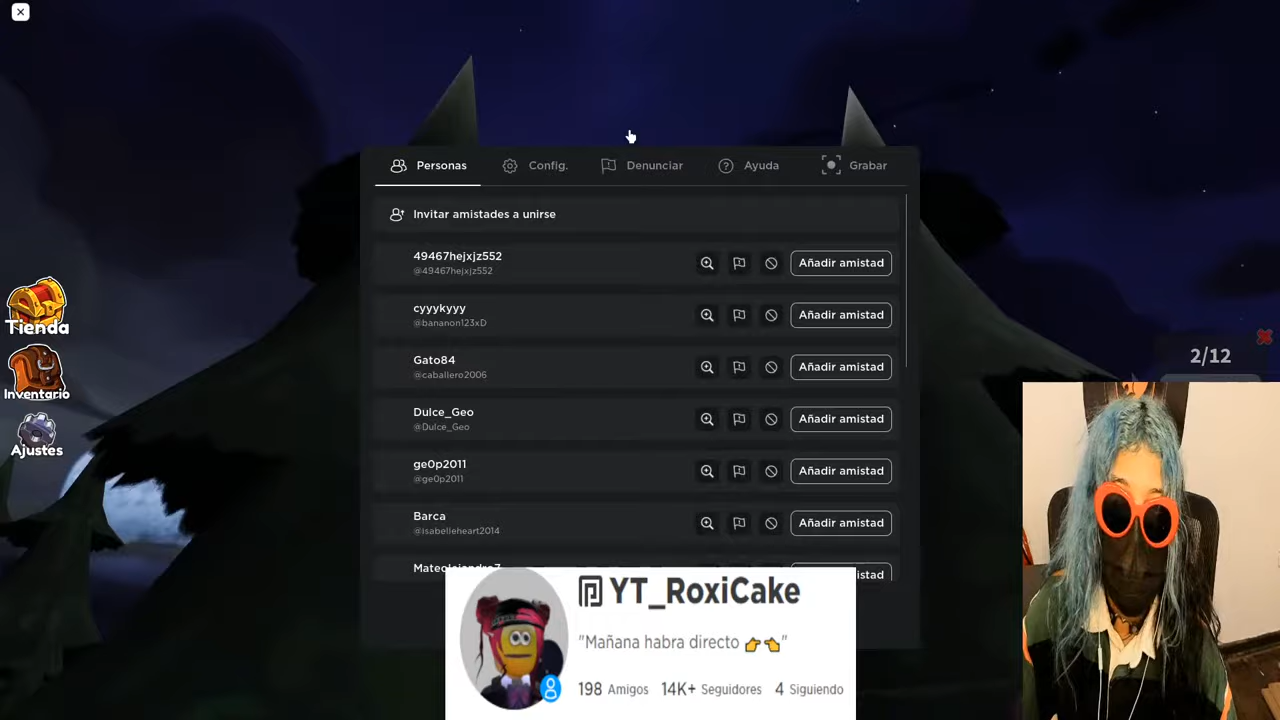 Personas
Config.
Denunciar
Ayuda
Grabar
Invitar amistades a unirse
49467hejxjz552
@49467hejxjz552
Añadir amistad
cyyykyyy
@bananon123xD
Añadir amistad
Gato84
@caballero2006
Añadir amistad
Dulce_Geo
@Dulce_Geo
Añadir amistad
ge0p2011
@ge0p2011
Añadir amistad
Barca
@isabelleheart2014
Añadir amistad
Tienda
Inventario
Ajustes
2/12
YT_RoxiCake
"Mañana habra directo 👉👈"
198 Amigos 14K+ Seguidores 4 Siguiendo